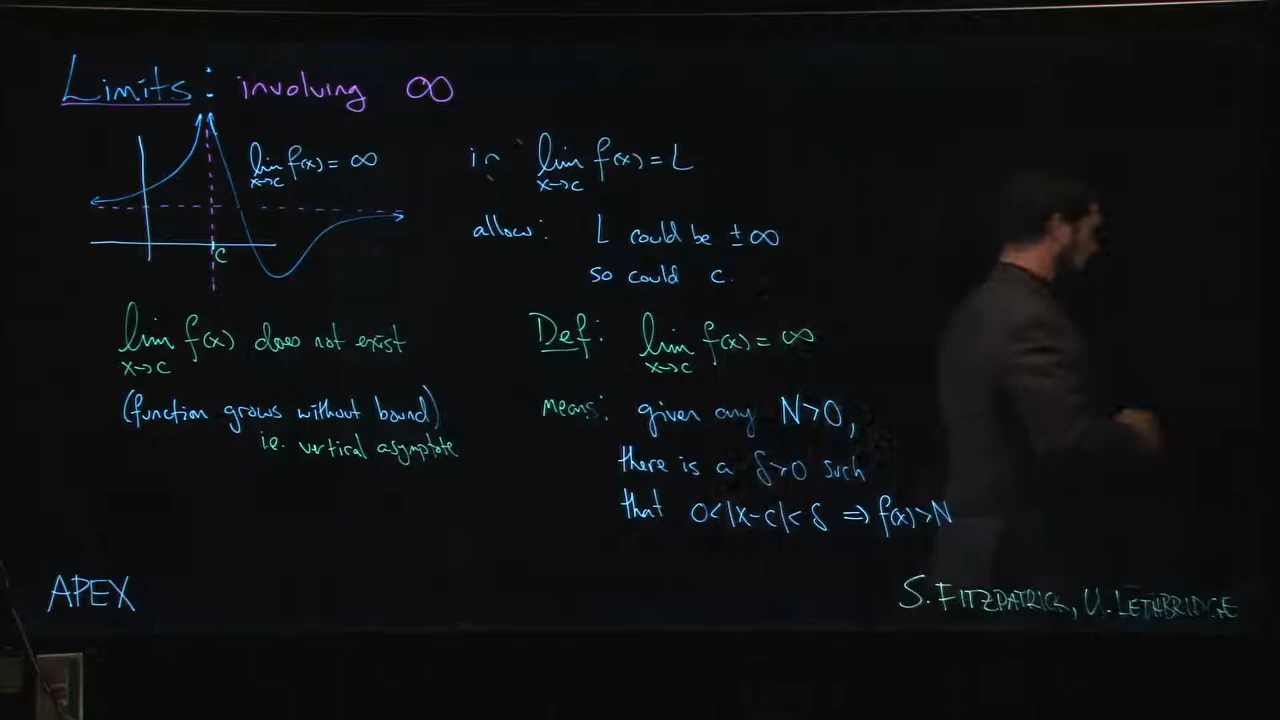 Limits: involving ∞
lim f(x) = ∞
x→c
c
lim f(x) does not exist
x→c
(function grows without bound)
i.e. vertical asymptote
in lim f(x) = L
x→c
allow: L could be ±∞
so could c.
Def: lim f(x) = ∞
x→c
means: given any N>0,
there is a δ>0 such
that 0<|x-c|<δ ⇒ f(x)>N
APEX
S. FITZPATRICK, U. LETHBRIDGE